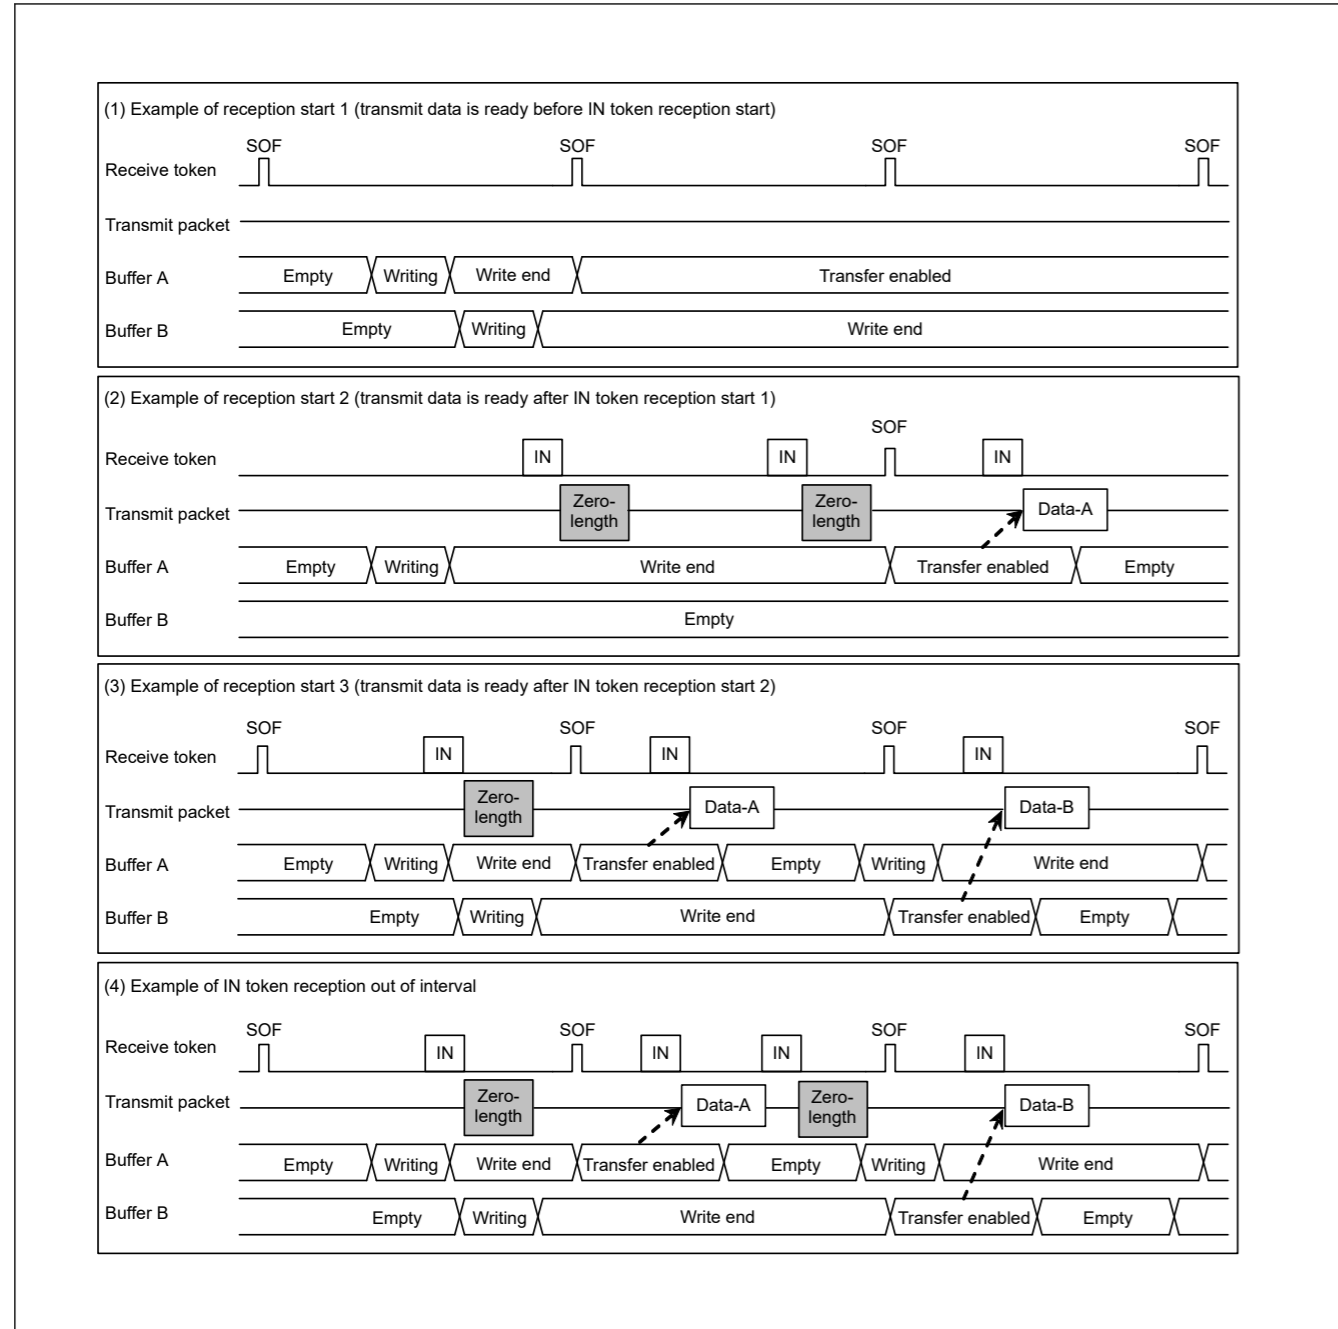 (1) Example of reception start 1 (transmit data is ready before IN token reception start)
SOF SOF SOF SOF
Receive token
Transmit packet
Buffer A Empty Writing Write end Transfer enabled
Buffer B Empty Writing Write end
(2) Example of reception start 2 (transmit data is ready after IN token reception start 1)
SOF
Receive token IN IN IN
Transmit packet Zero-length Zero-length Data-A
Buffer A Empty Writing Write end Transfer enabled Empty
Buffer B Empty
(3) Example of reception start 3 (transmit data is ready after IN token reception start 2)
SOF SOF SOF SOF
Receive token IN IN IN
Transmit packet Zero-length Data-A Data-B
Buffer A Empty Writing Write end Transfer enabled Empty Writing Write end
Buffer B Empty Writing Write end Transfer enabled Empty
(4) Example of IN token reception out of interval
SOF SOF SOF SOF
Receive token IN IN IN IN
Transmit packet Zero-length Data-A Zero-length Data-B
Buffer A Empty Writing Write end Transfer enabled Empty Writing Write end
Buffer B Empty Writing Write end Transfer enabled Empty